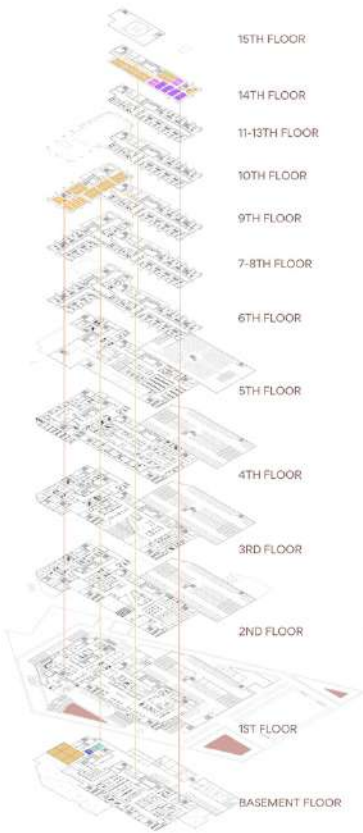 15TH FLOOR
14TH FLOOR
11-13TH FLOOR
10TH FLOOR
9TH FLOOR
7-8TH FLOOR
6TH FLOOR
5TH FLOOR
4TH FLOOR
3RD FLOOR
2ND FLOOR
1ST FLOOR
BASEMENT FLOOR